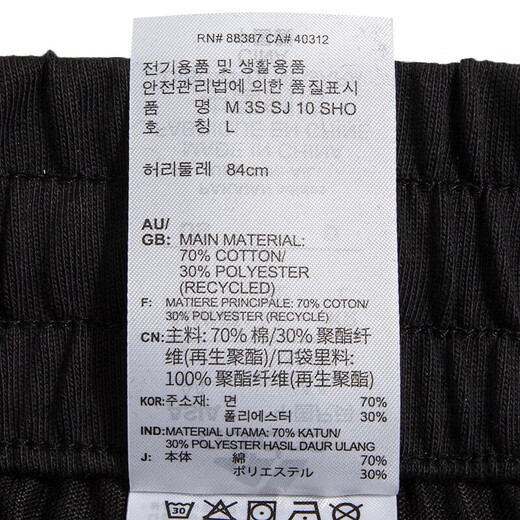 RN# 88387 CA# 40312
전기용품 및 생활용품
안전관리법에 의한 품질표시
품 명 M 3S SJ 10 SHO
호 칭 L
허리둘레 84cm
AU/
GB: MAIN MATERIAL:
70% COTTON/
30% POLYESTER
(RECYCLED)
F: MATIERE PRINCIPALE: 70% COTON/
30% POLYESTER (RECYCLÉ)
CN: 主料: 70% 棉/30% 聚酯纤
维(再生聚酯)/口袋里料:
100% 聚酯纤维(再生聚酯)
KOR: 주소재: 면 70%
폴리에스터 30%
IND: MATERIAL UTAMA: 70% KATUN/
30% POLYESTER HASIL DAUR ULANG
J: 本体 綿 70%
ポリエステル 30%
30